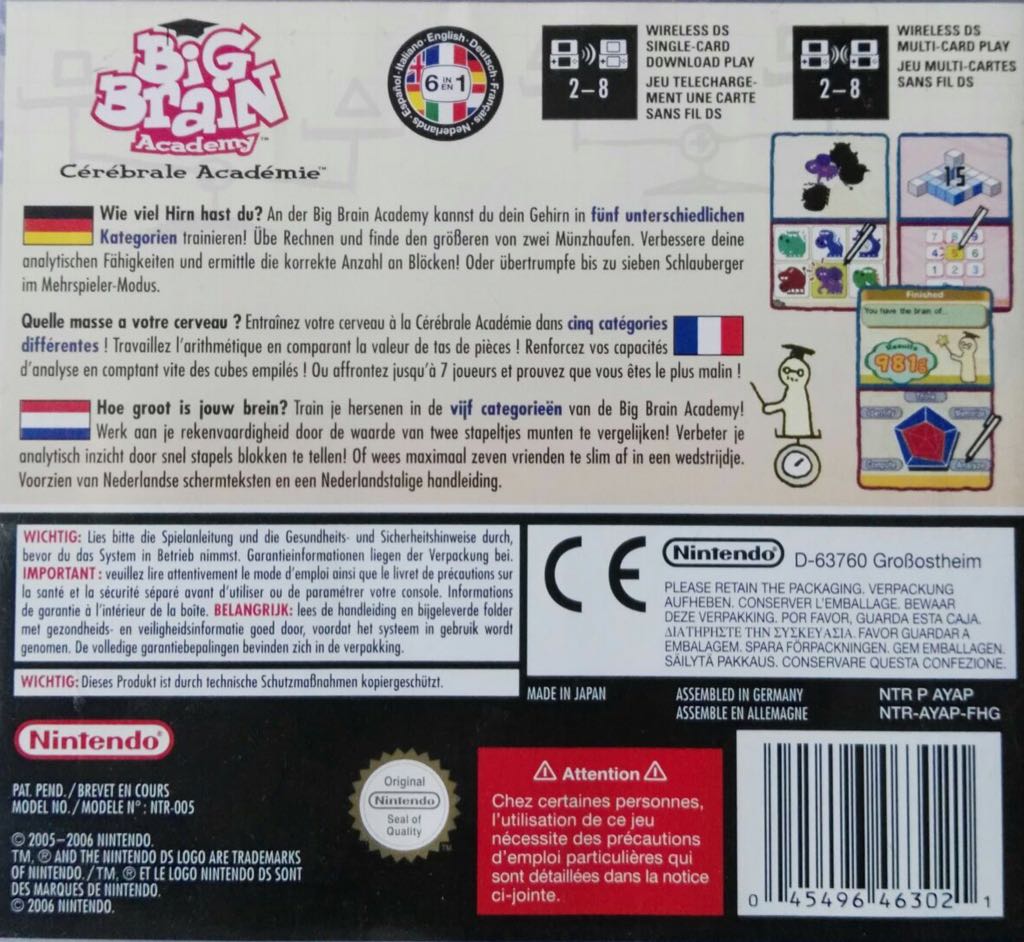 BiG
BraiN
Academy™
Cérébrale Académie™
Italiano · English · Deutsch · Français · Nederlands · Español
6 IN EN 1
WIRELESS DS
SINGLE-CARD
DOWNLOAD PLAY
JEU TELECHARGE-
MENT UNE CARTE
SANS FIL DS
2–8
WIRELESS DS
MULTI-CARD PLAY
JEU MULTI-CARTES
SANS FIL DS
2–8
Wie viel Hirn hast du? An der Big Brain Academy kannst du dein Gehirn in fünf unterschiedlichen
Kategorien trainieren! Übe Rechnen und finde den größeren von zwei Münzhaufen. Verbessere deine
analytischen Fähigkeiten und ermittle die korrekte Anzahl an Blöcken! Oder übertrumpfe bis zu sieben Schlauberger
im Mehrspieler-Modus.
Quelle masse a votre cerveau ? Entraînez votre cerveau à la Cérébrale Académie dans cinq catégories
différentes ! Travaillez l'arithmétique en comparant la valeur de tas de pièces ! Renforcez vos capacités
d'analyse en comptant vite des cubes empilés ! Ou affrontez jusqu'à 7 joueurs et prouvez que vous êtes le plus malin !
Hoe groot is jouw brein? Train je hersenen in de vijf categorieën van de Big Brain Academy!
Werk aan je rekenvaardigheid door de waarde van twee stapeltjes munten te vergelijken! Verbeter je
analytisch inzicht door snel stapels blokken te tellen! Of wees maximaal zeven vrienden te slim af in een wedstrijdje.
Voorzien van Nederlandse schermteksten en een Nederlandstalige handleiding.
15
7 8 9
4 5 6
1 2 3
Finished
You have the brain of...
Results
981g
Think
Identify
Memorize
Compute
Analyze
WICHTIG: Lies bitte die Spielanleitung und die Gesundheits- und Sicherheitshinweise durch,
bevor du das System in Betrieb nimmst. Garantieinformationen liegen der Verpackung bei.
IMPORTANT : veuillez lire attentivement le mode d'emploi ainsi que le livret de précautions sur
la santé et la sécurité séparé avant d'utiliser ou de paramétrer votre console. Informations
de garantie à l'intérieure de la boîte. BELANGRIJK: lees de handleiding en bijgeleverde folder
met gezondheids- en veiligheidsinformatie goed door, voordat het systeem in gebruik wordt
genomen. De volledige garantiebepalingen bevinden zich in de verpakking.
WICHTIG: Dieses Produkt ist durch technische Schutzmaßnahmen kopiergeschützt.
CE
Nintendo® D-63760 Großostheim
PLEASE RETAIN THE PACKAGING. VERPACKUNG
AUFHEBEN. CONSERVER L'EMBALLAGE. BEWAAR
DEZE VERPAKKING. POR FAVOR, GUARDA ESTA CAJA.
ΔΙΑΤΗΡΗΣΤΕ ΤΗΝ ΣΥΣΚΕΥΑΣΙΑ. FAVOR GUARDAR A
EMBALAGEM. SPARA FÖRPACKNINGEN. GEM EMBALLAGEN.
SÄILYTÄ PAKKAUS. CONSERVARE QUESTA CONFEZIONE.
MADE IN JAPAN
ASSEMBLED IN GERMANY
ASSEMBLE EN ALLEMAGNE
NTR P AYAP
NTR-AYAP-FHG
Nintendo®
PAT. PEND./BREVET EN COURS
MODEL NO./MODÈLE N° : NTR-005
© 2005–2006 NINTENDO.
TM, ® AND THE NINTENDO DS LOGO ARE TRADEMARKS
OF NINTENDO./TM, ® ET LE LOGO NINTENDO DS SONT
DES MARQUES DE NINTENDO.
© 2006 NINTENDO.
Original
Nintendo®
Seal of
Quality
TM
⚠ Attention ⚠
Chez certaines personnes,
l'utilisation de ce jeu
nécessite des précautions
d'emploi particulières qui
sont détaillées dans la notice
ci-jointe.
0 45496 46302 1